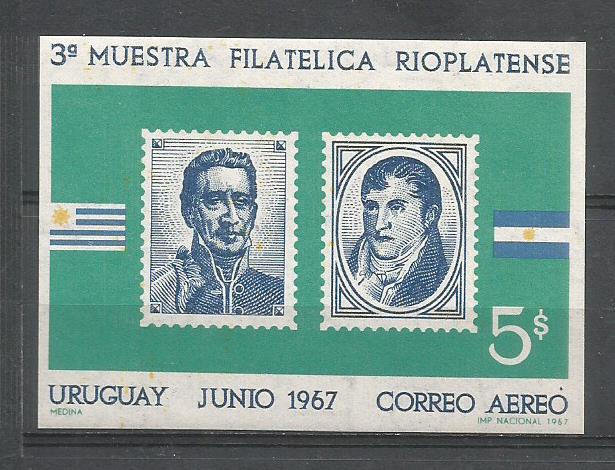 3ª MUESTRA FILATELICA RIOPLATENSE
5$
URUGUAY JUNIO 1967 CORREO AEREO
MEDINA
IMP NACIONAL 1967